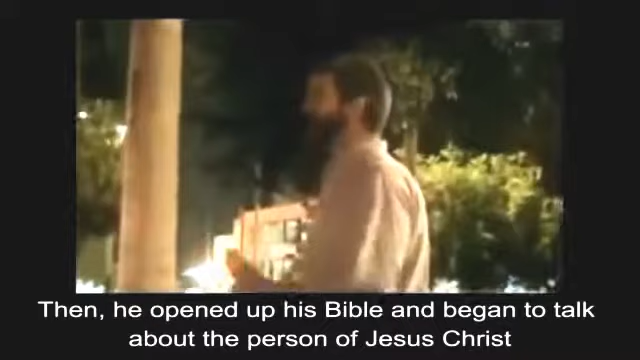 Then, he opened up his Bible and began to talk
about the person of Jesus Christ